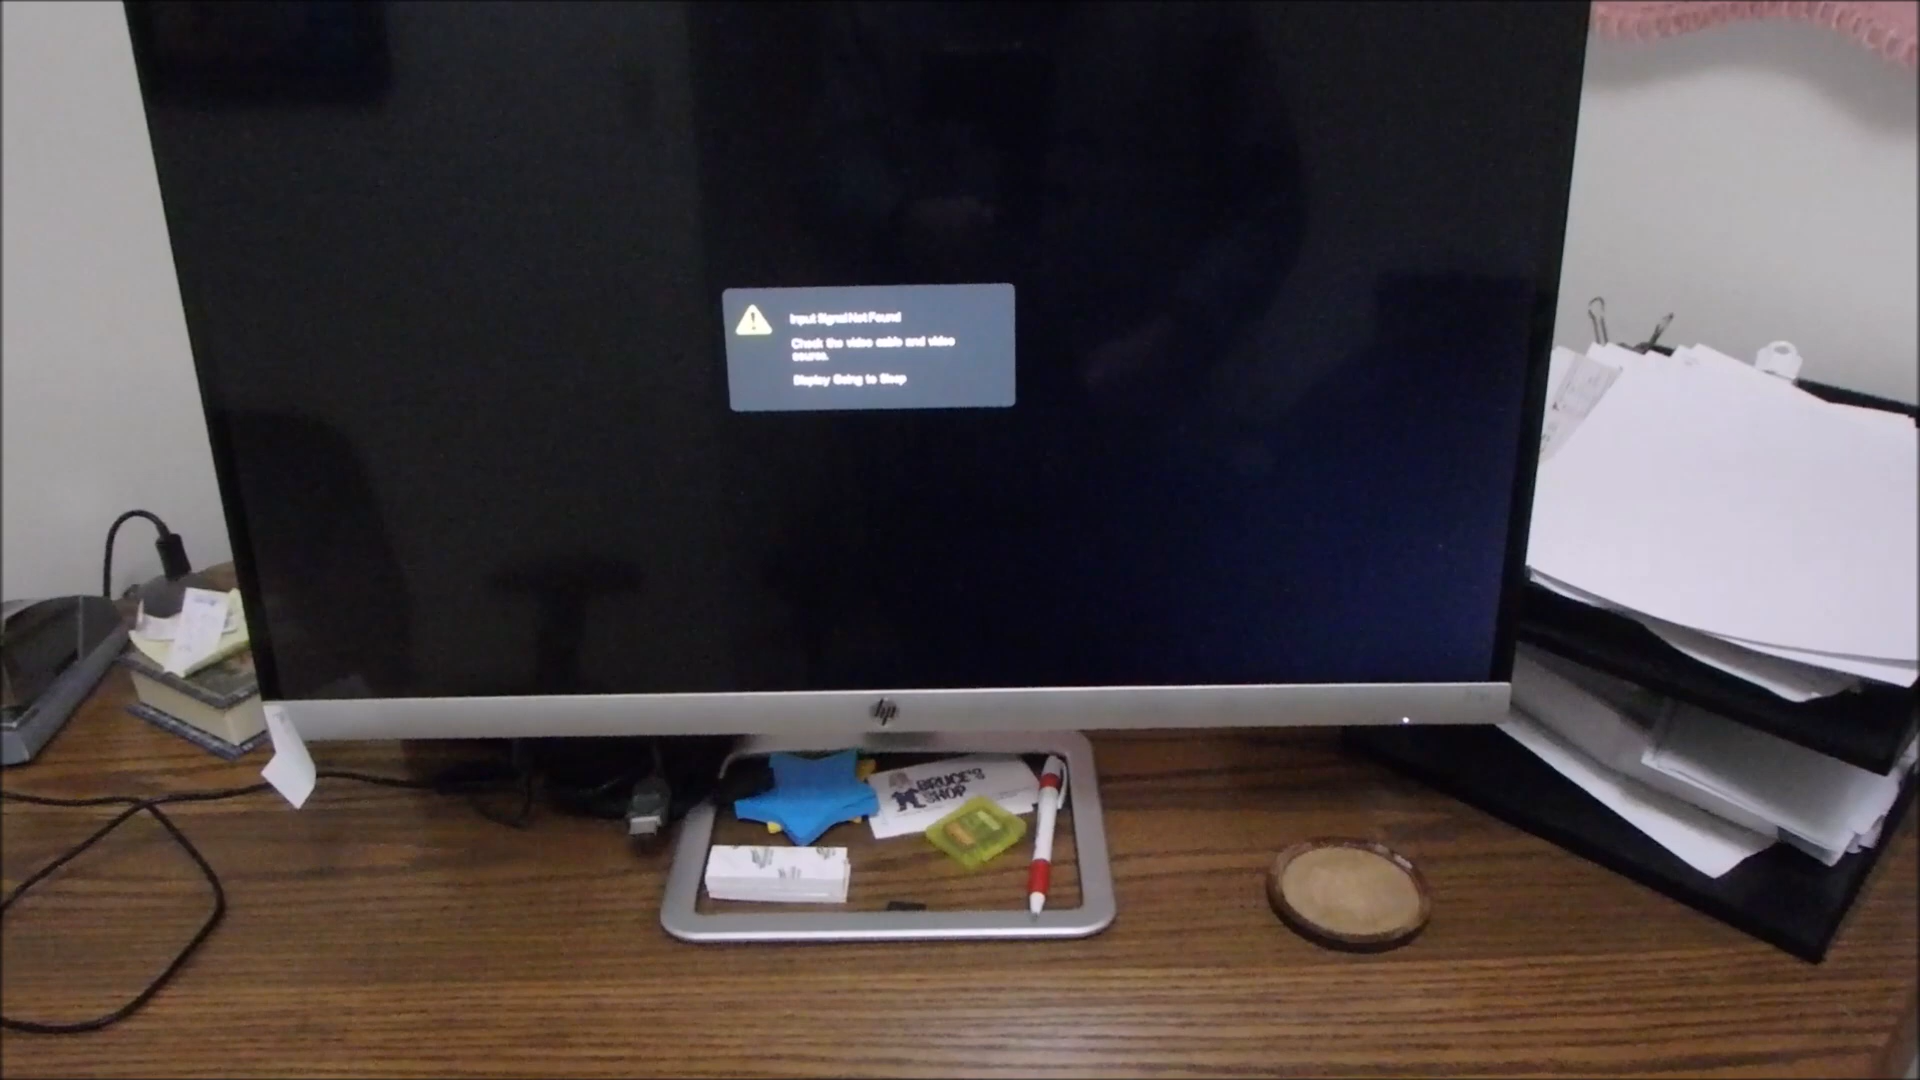 Input Signal Not Found
Check the video cable and video
source.
Display Going to Sleep
hp
BRUCE'S
SHOP